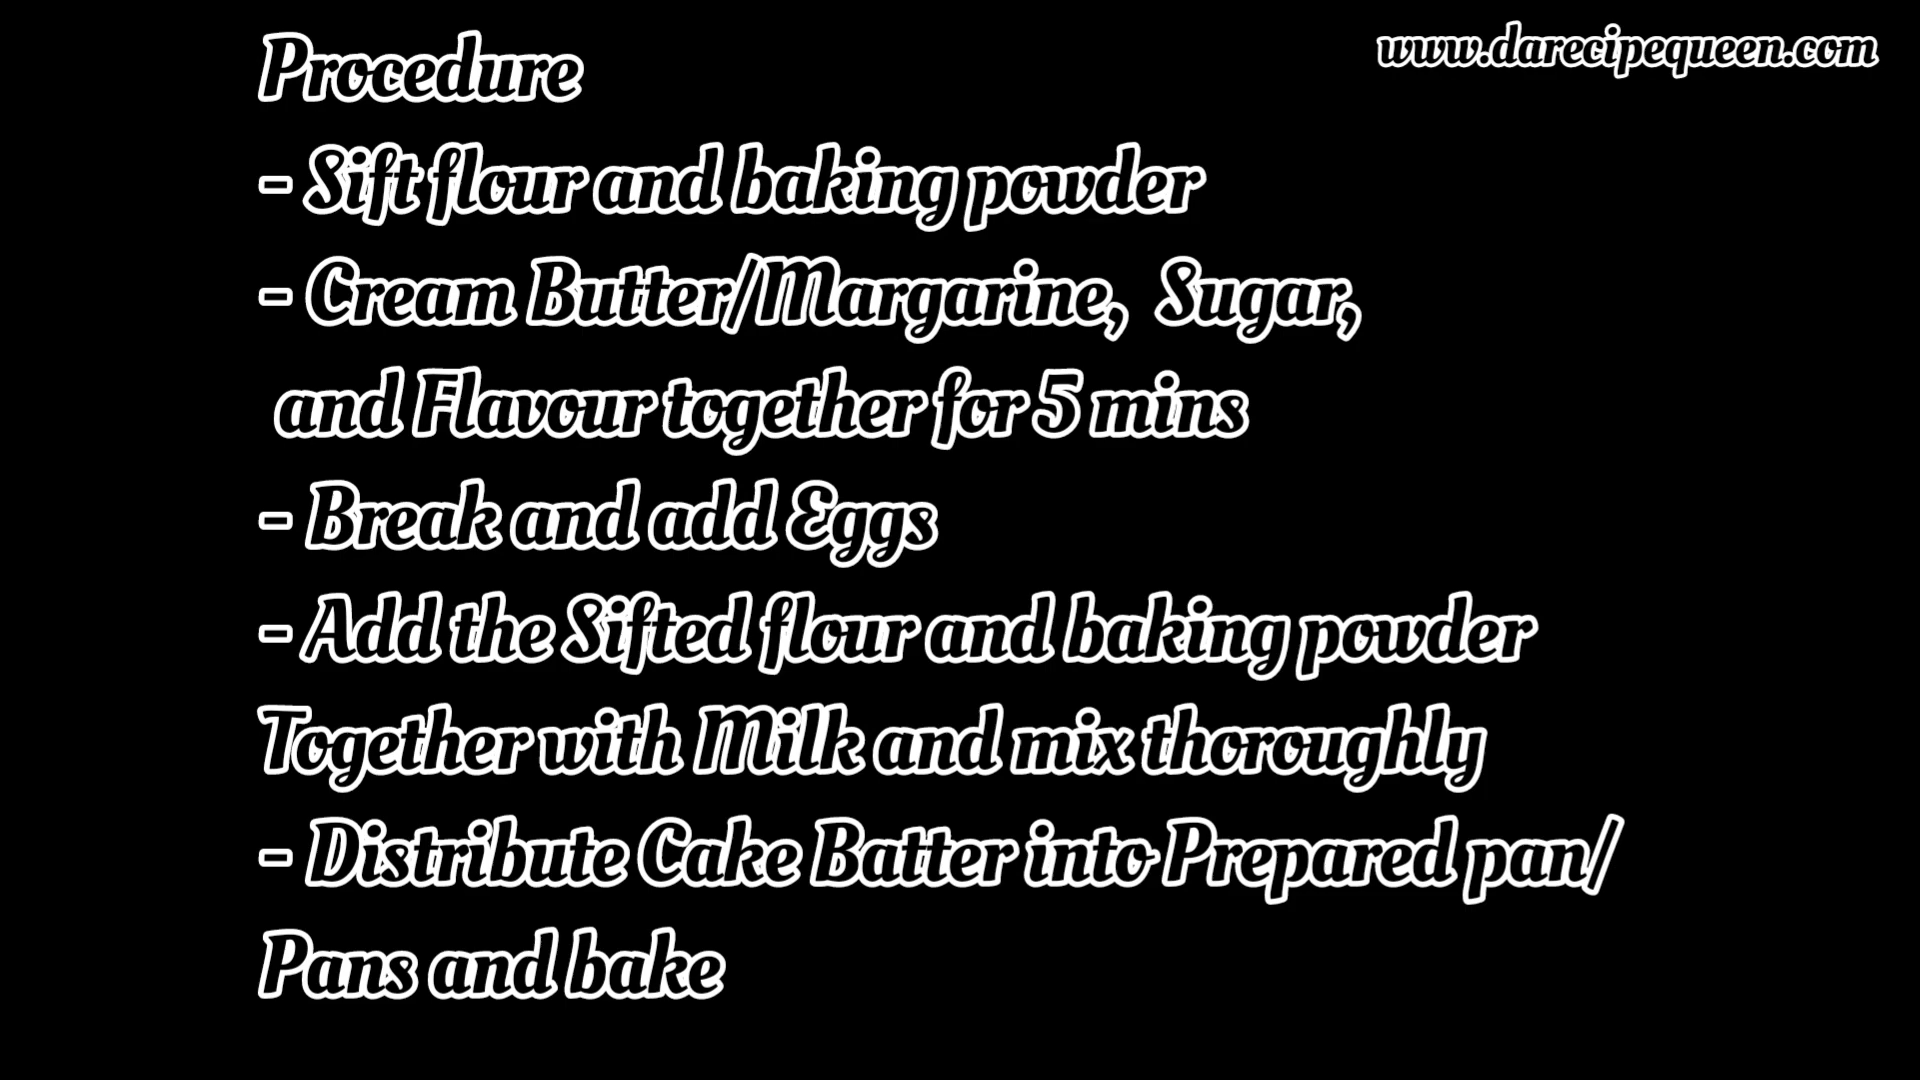 www.darecipequeen.com
Procedure
- Sift flour and baking powder
- Cream Butter/Margarine, Sugar,
and Flavour together for 5 mins
- Break and add Eggs
- Add the Sifted flour and baking powder
Together with Milk and mix thoroughly
- Distribute Cake Batter into Prepared pan/
Pans and bake